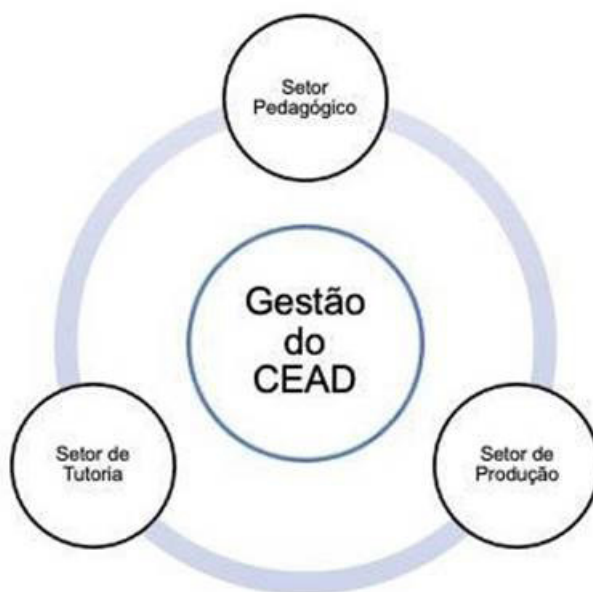 Setor
Pedagógico
Gestão
do
CEAD
Setor de
Tutoria
Setor de
Produção